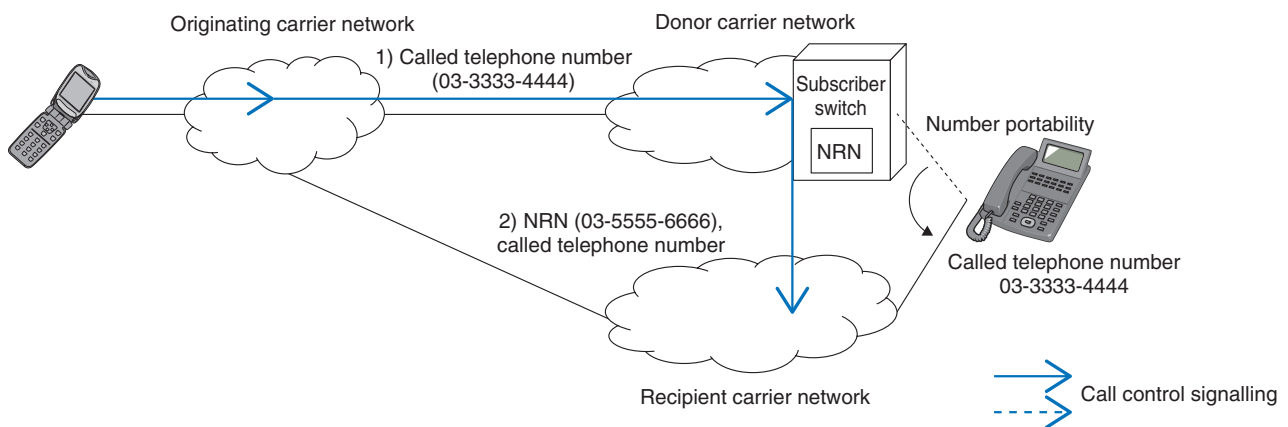 Originating carrier network
Donor carrier network
1) Called telephone number
(03-3333-4444)
Subscriber
switch
NRN
Number portability
2) NRN (03-5555-6666),
called telephone number
Called telephone number
03-3333-4444
Recipient carrier network
Call control signalling